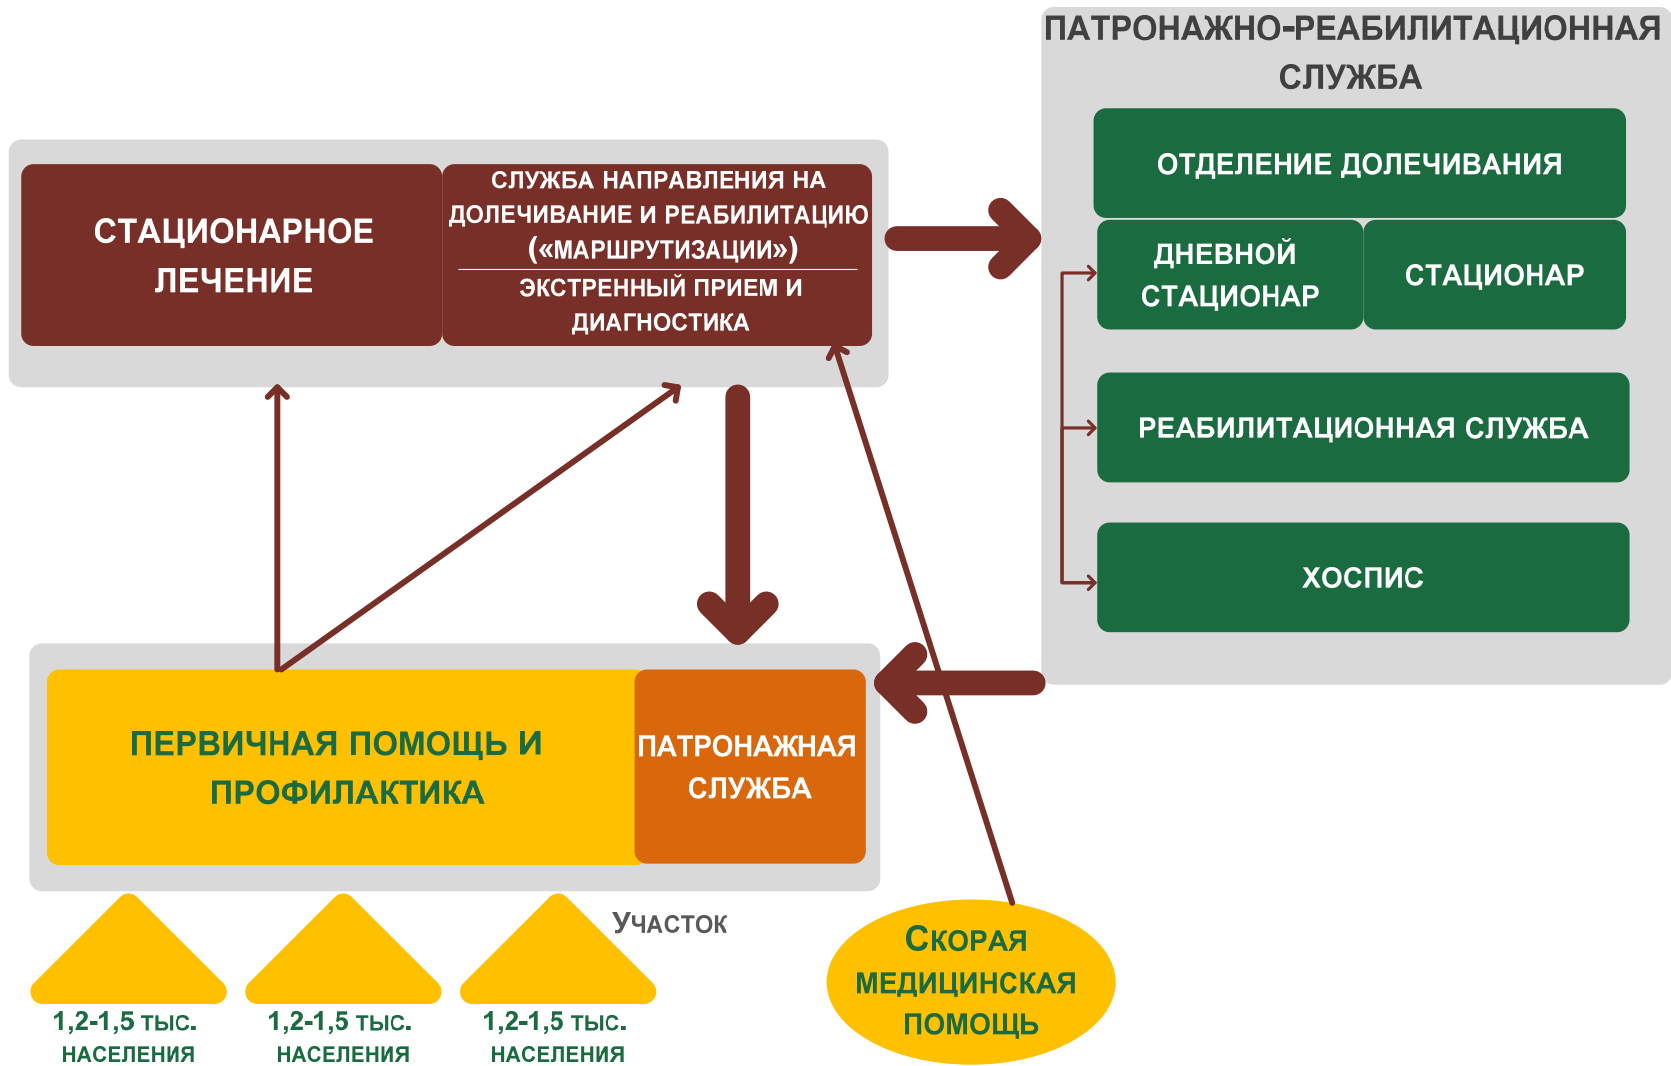 ПАТРОНАЖНО-РЕАБИЛИТАЦИОННАЯ
СЛУЖБА
ОТДЕЛЕНИЕ ДОЛЕЧИВАНИЯ
ДНЕВНОЙ
СТАЦИОНАР
СТАЦИОНАР
РЕАБИЛИТАЦИОННАЯ СЛУЖБА
ХОСПИС
СТАЦИОНАРНОЕ
ЛЕЧЕНИЕ
СЛУЖБА НАПРАВЛЕНИЯ НА
ДОЛЕЧИВАНИЕ И РЕАБИЛИТАЦИЮ
(«МАРШРУТИЗАЦИИ»)
ЭКСТРЕННЫЙ ПРИЕМ И
ДИАГНОСТИКА
ПЕРВИЧНАЯ ПОМОЩЬ И
ПРОФИЛАКТИКА
ПАТРОНАЖНАЯ
СЛУЖБА
УЧАСТОК
1,2-1,5 ТЫС.
НАСЕЛЕНИЯ
1,2-1,5 ТЫС.
НАСЕЛЕНИЯ
1,2-1,5 ТЫС.
НАСЕЛЕНИЯ
СКОРАЯ
МЕДИЦИНСКАЯ
ПОМОЩЬ